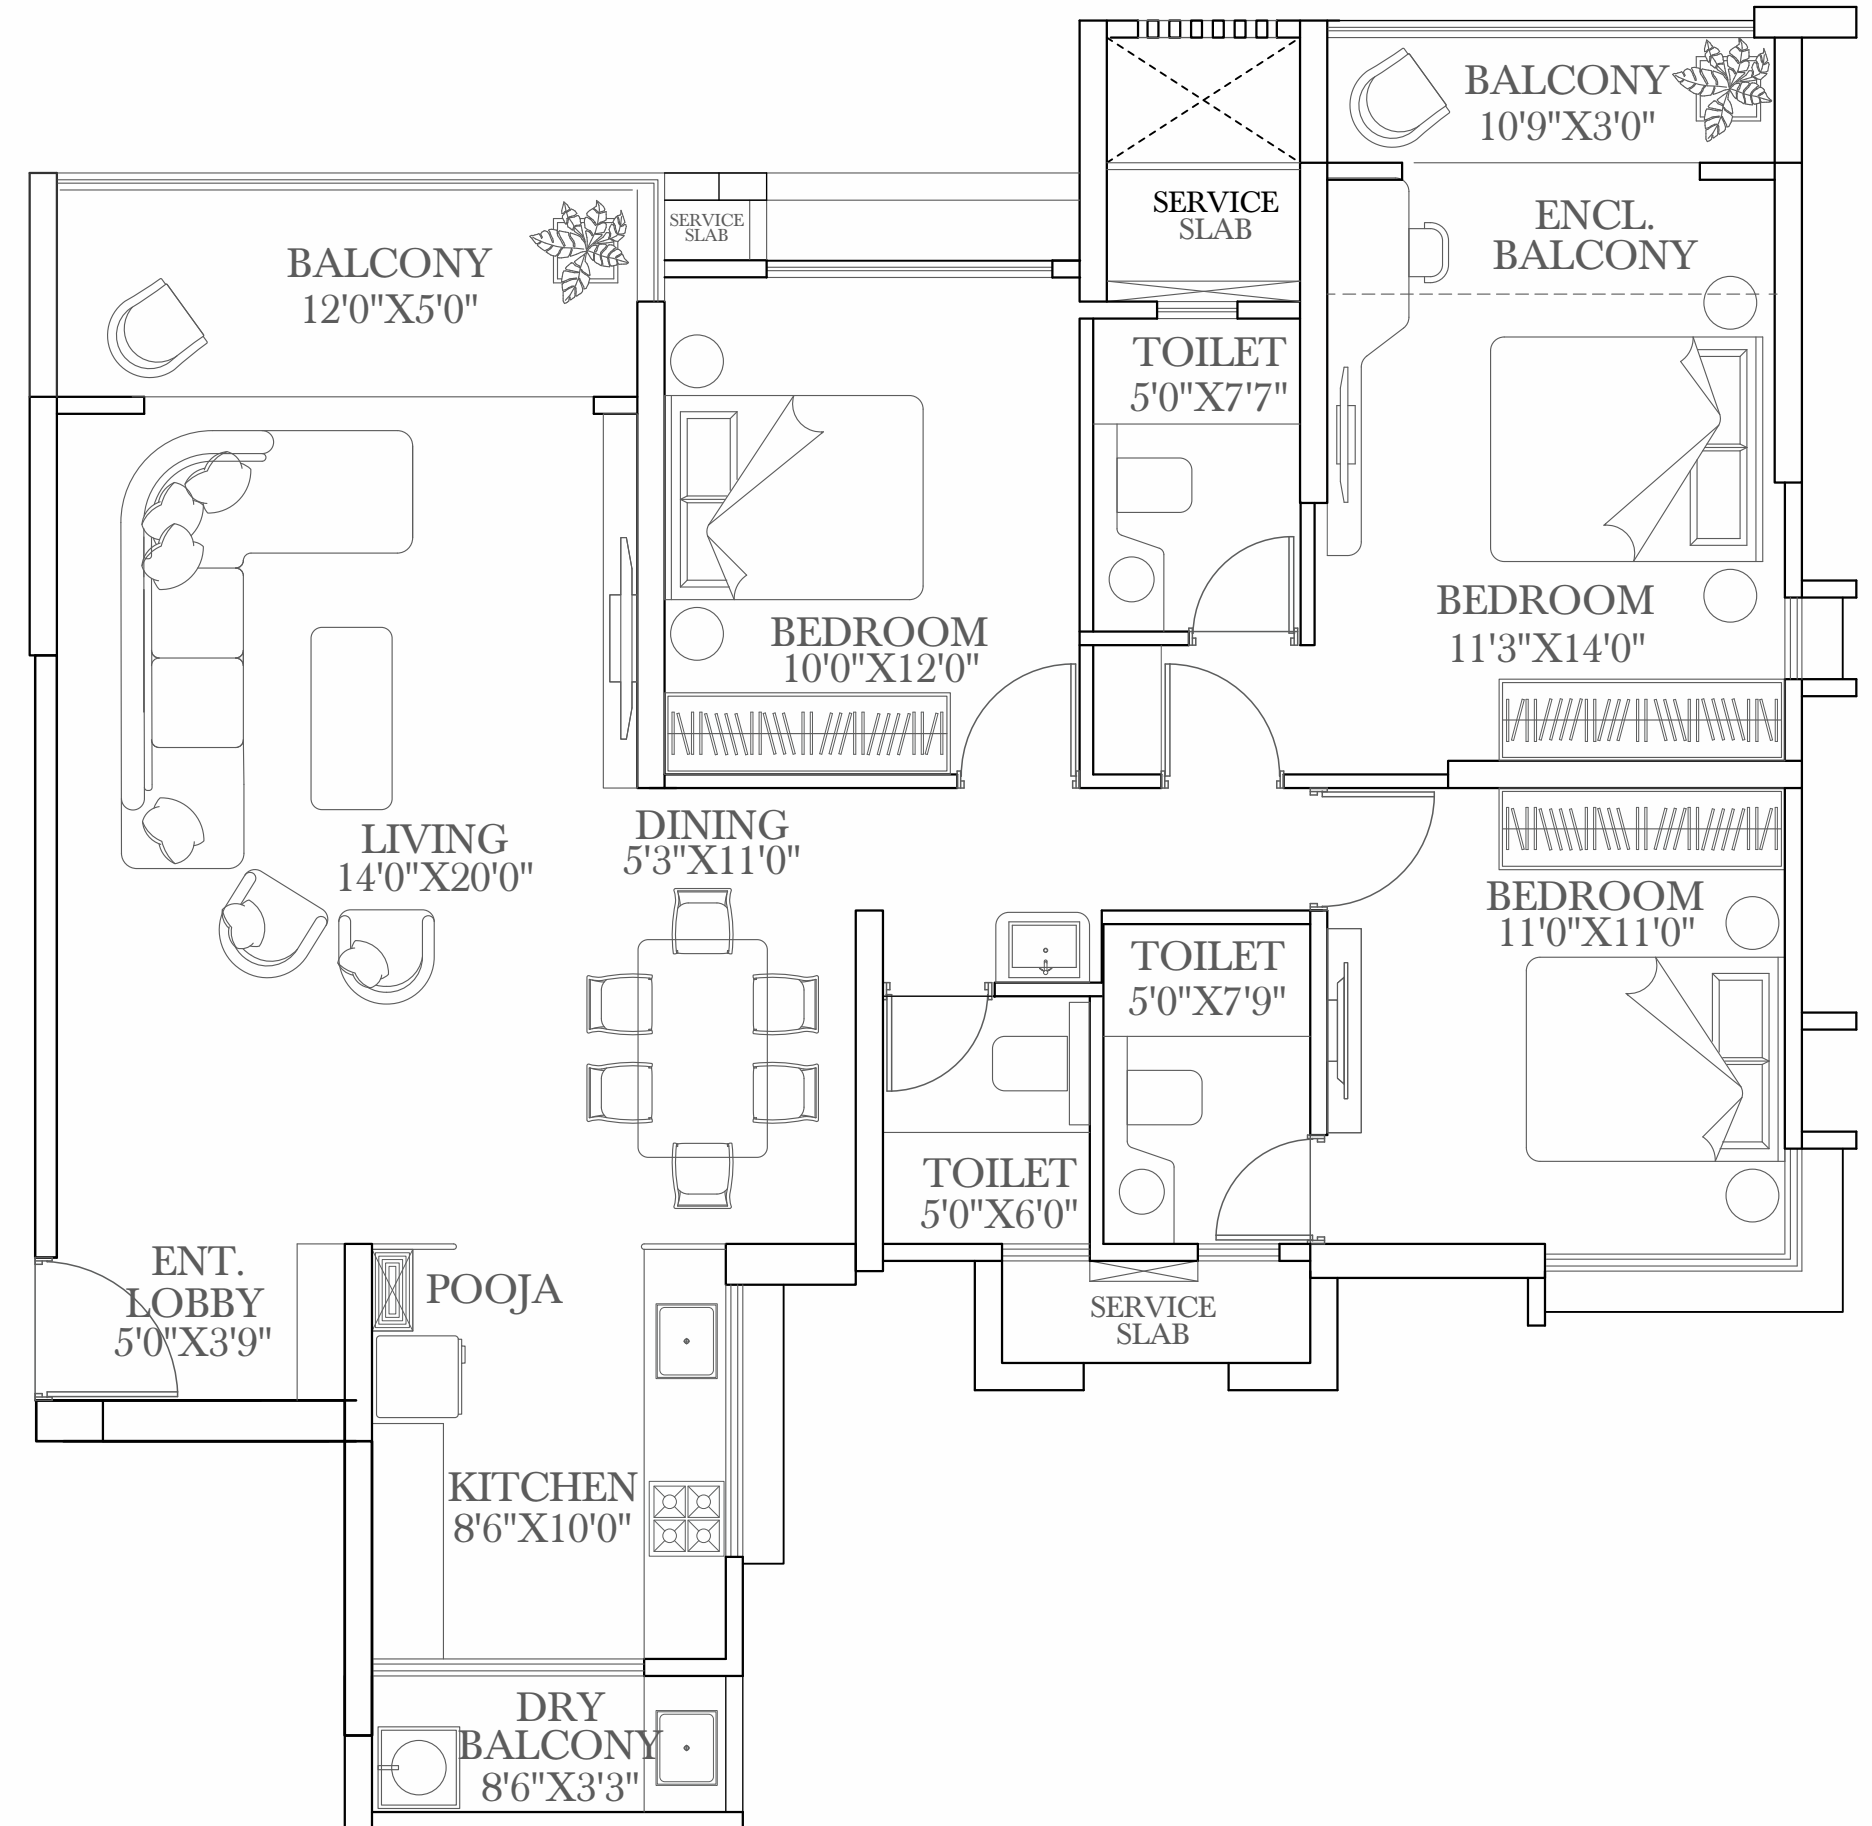 BALCONY
10'9"X3'0"
SERVICE
SLAB
ENCL.
BALCONY
SERVICE
SLAB
BALCONY
12'0"X5'0"
TOILET
5'0"X7'7"
BEDROOM
11'3"X14'0"
BEDROOM
10'0"X12'0"
LIVING
14'0"X20'0"
DINING
5'3"X11'0"
BEDROOM
11'0"X11'0"
TOILET
5'0"X7'9"
TOILET
5'0"X6'0"
ENT.
LOBBY
5'0"X3'9"
POOJA
SERVICE
SLAB
KITCHEN
8'6"X10'0"
DRY
BALCONY
8'6"X3'3"